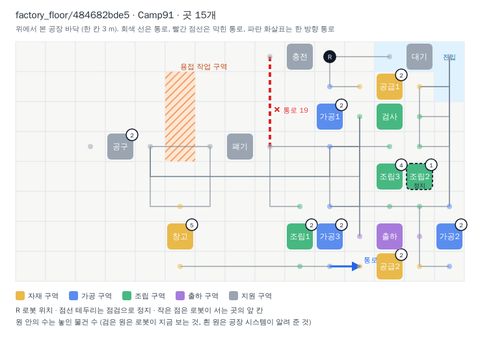 factory_floor/484682bde5 · Camp91 · 곳 15개
위에서 본 공장 바닥 (한 칸 3 m). 회색 선은 통로, 빨간 점선은 막힌 통로, 파란 화살표는 한 방향 통로
용접 작업 구역
충전
R
대기
진입
공급1
2
✕ 통로 19
가공1
2
검사
공구
2
폐기
조립3
4
조립2
1
정지
창고
5
조립1
2
가공3
2
출하
가공2
2
통로
공급2
2
자재 구역
가공 구역
조립 구역
출하 구역
지원 구역
R 로봇 위치 · 점선 테두리는 점검으로 정지 · 작은 점은 로봇이 서는 곳의 앞 칸
원 안의 수는 놓인 물건 수 (검은 원은 로봇이 지금 보는 것, 흰 원은 공장 시스템이 알려 준 것)